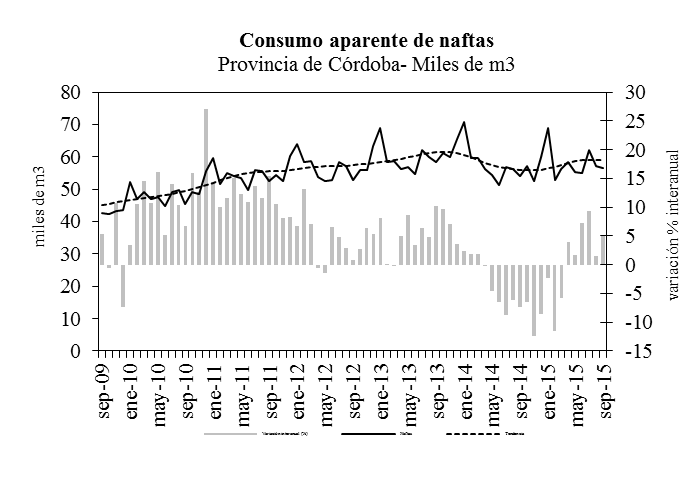 Consumo aparente de naftas
Provincia de Córdoba- Miles de m3
80
70
60
50
40
30
20
10
0
miles de m3
30
25
20
15
10
5
0
-5
-10
-15
variación % interanual
sep-09
ene-10
may-10
sep-10
ene-11
may-11
sep-11
ene-12
may-12
sep-12
ene-13
may-13
sep-13
ene-14
may-14
sep-14
ene-15
may-15
sep-15
Variación interanual (%)
Naftas
Tendencia